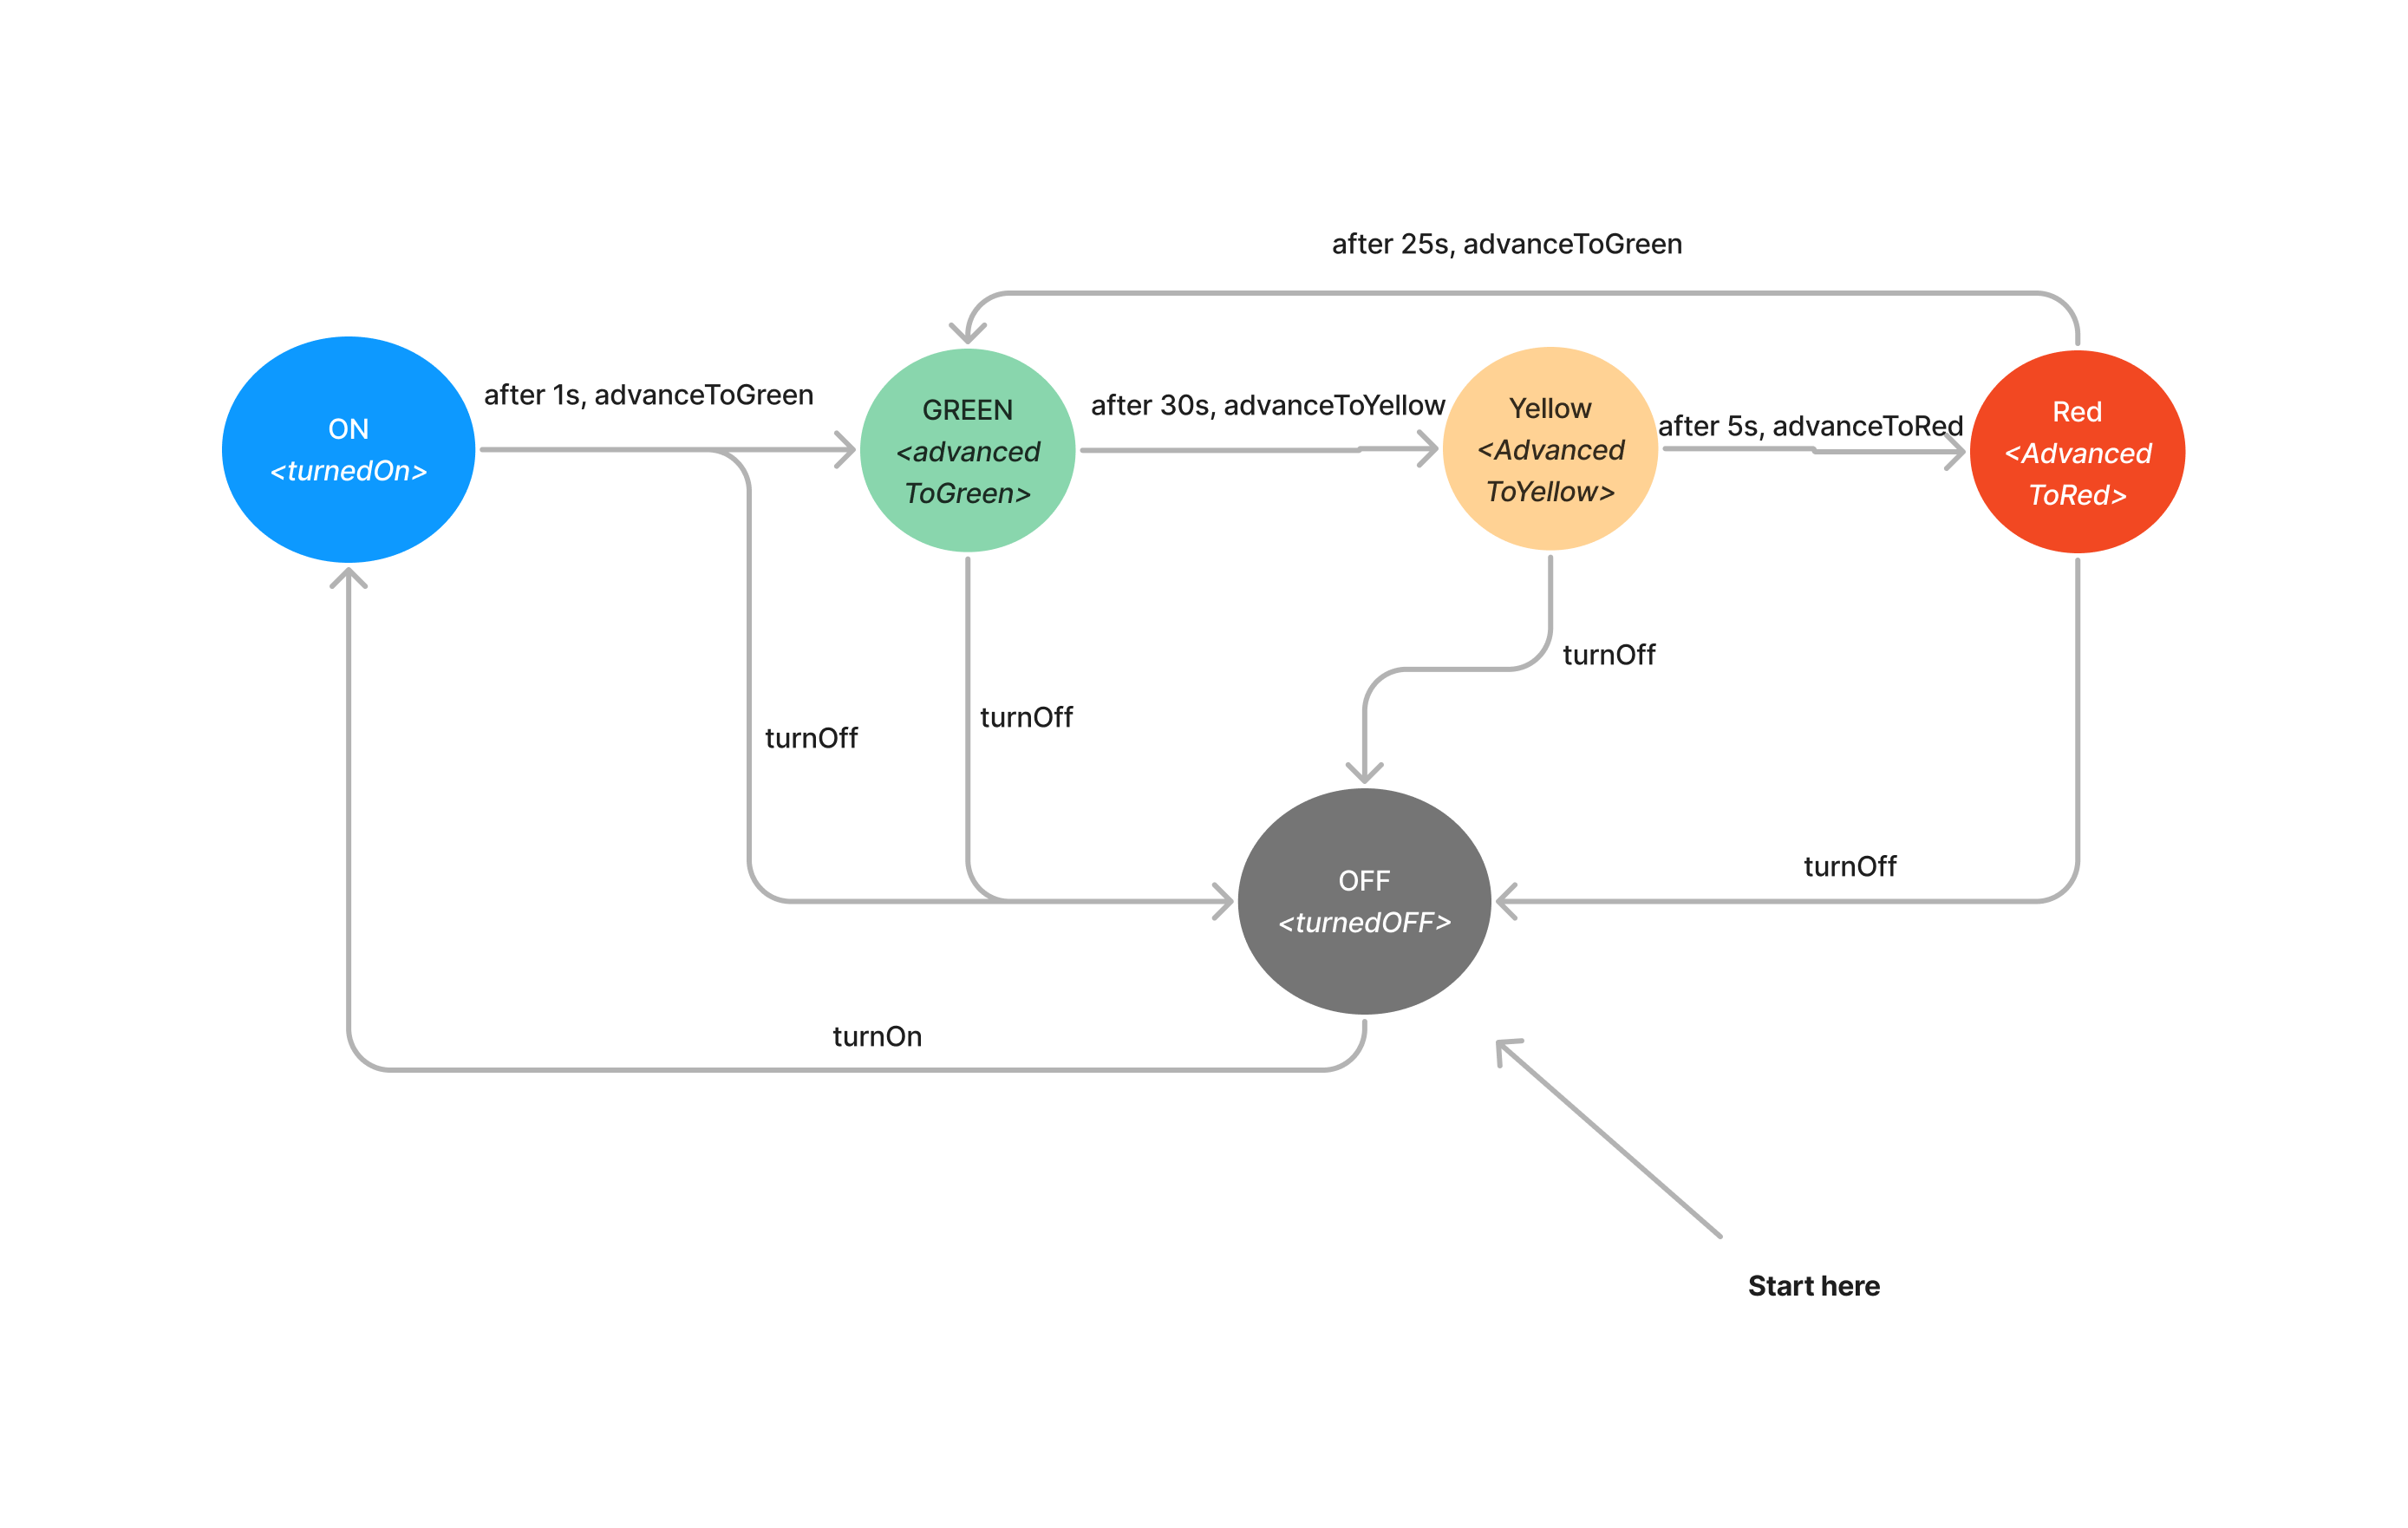 after 25s, advanceToGreen
ON
<turnedOn>
after 1s, advanceToGreen
GREEN
<advanced
ToGreen>
after 30s, advanceToYellow
Yellow
<Advanced
ToYellow>
after 5s, advanceToRed
Red
<Advanced
ToRed>
turnOff
turnOff
turnOff
turnOff
OFF
<turnedOFF>
turnOn
Start here